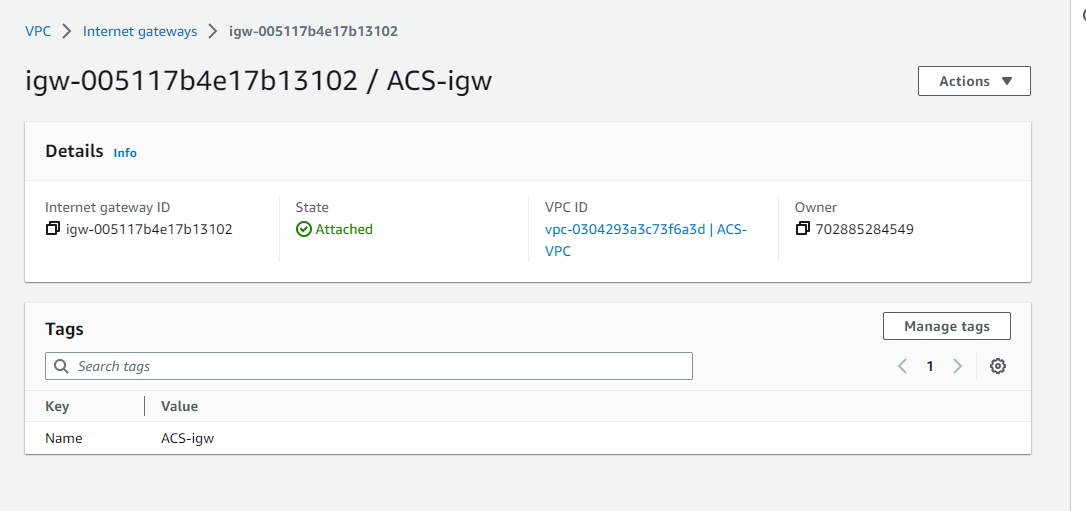 VPC > Internet gateways > igw-005117b4e17b13102
igw-005117b4e17b13102 / ACS-igw
Actions ▼
Details Info
Internet gateway ID
igw-005117b4e17b13102
State
Attached
VPC ID
vpc-0304293a3c73f6a3d | ACS-
VPC
Owner
702885284549
Tags
Manage tags
Search tags
< 1 >
Key Value
Name ACS-igw